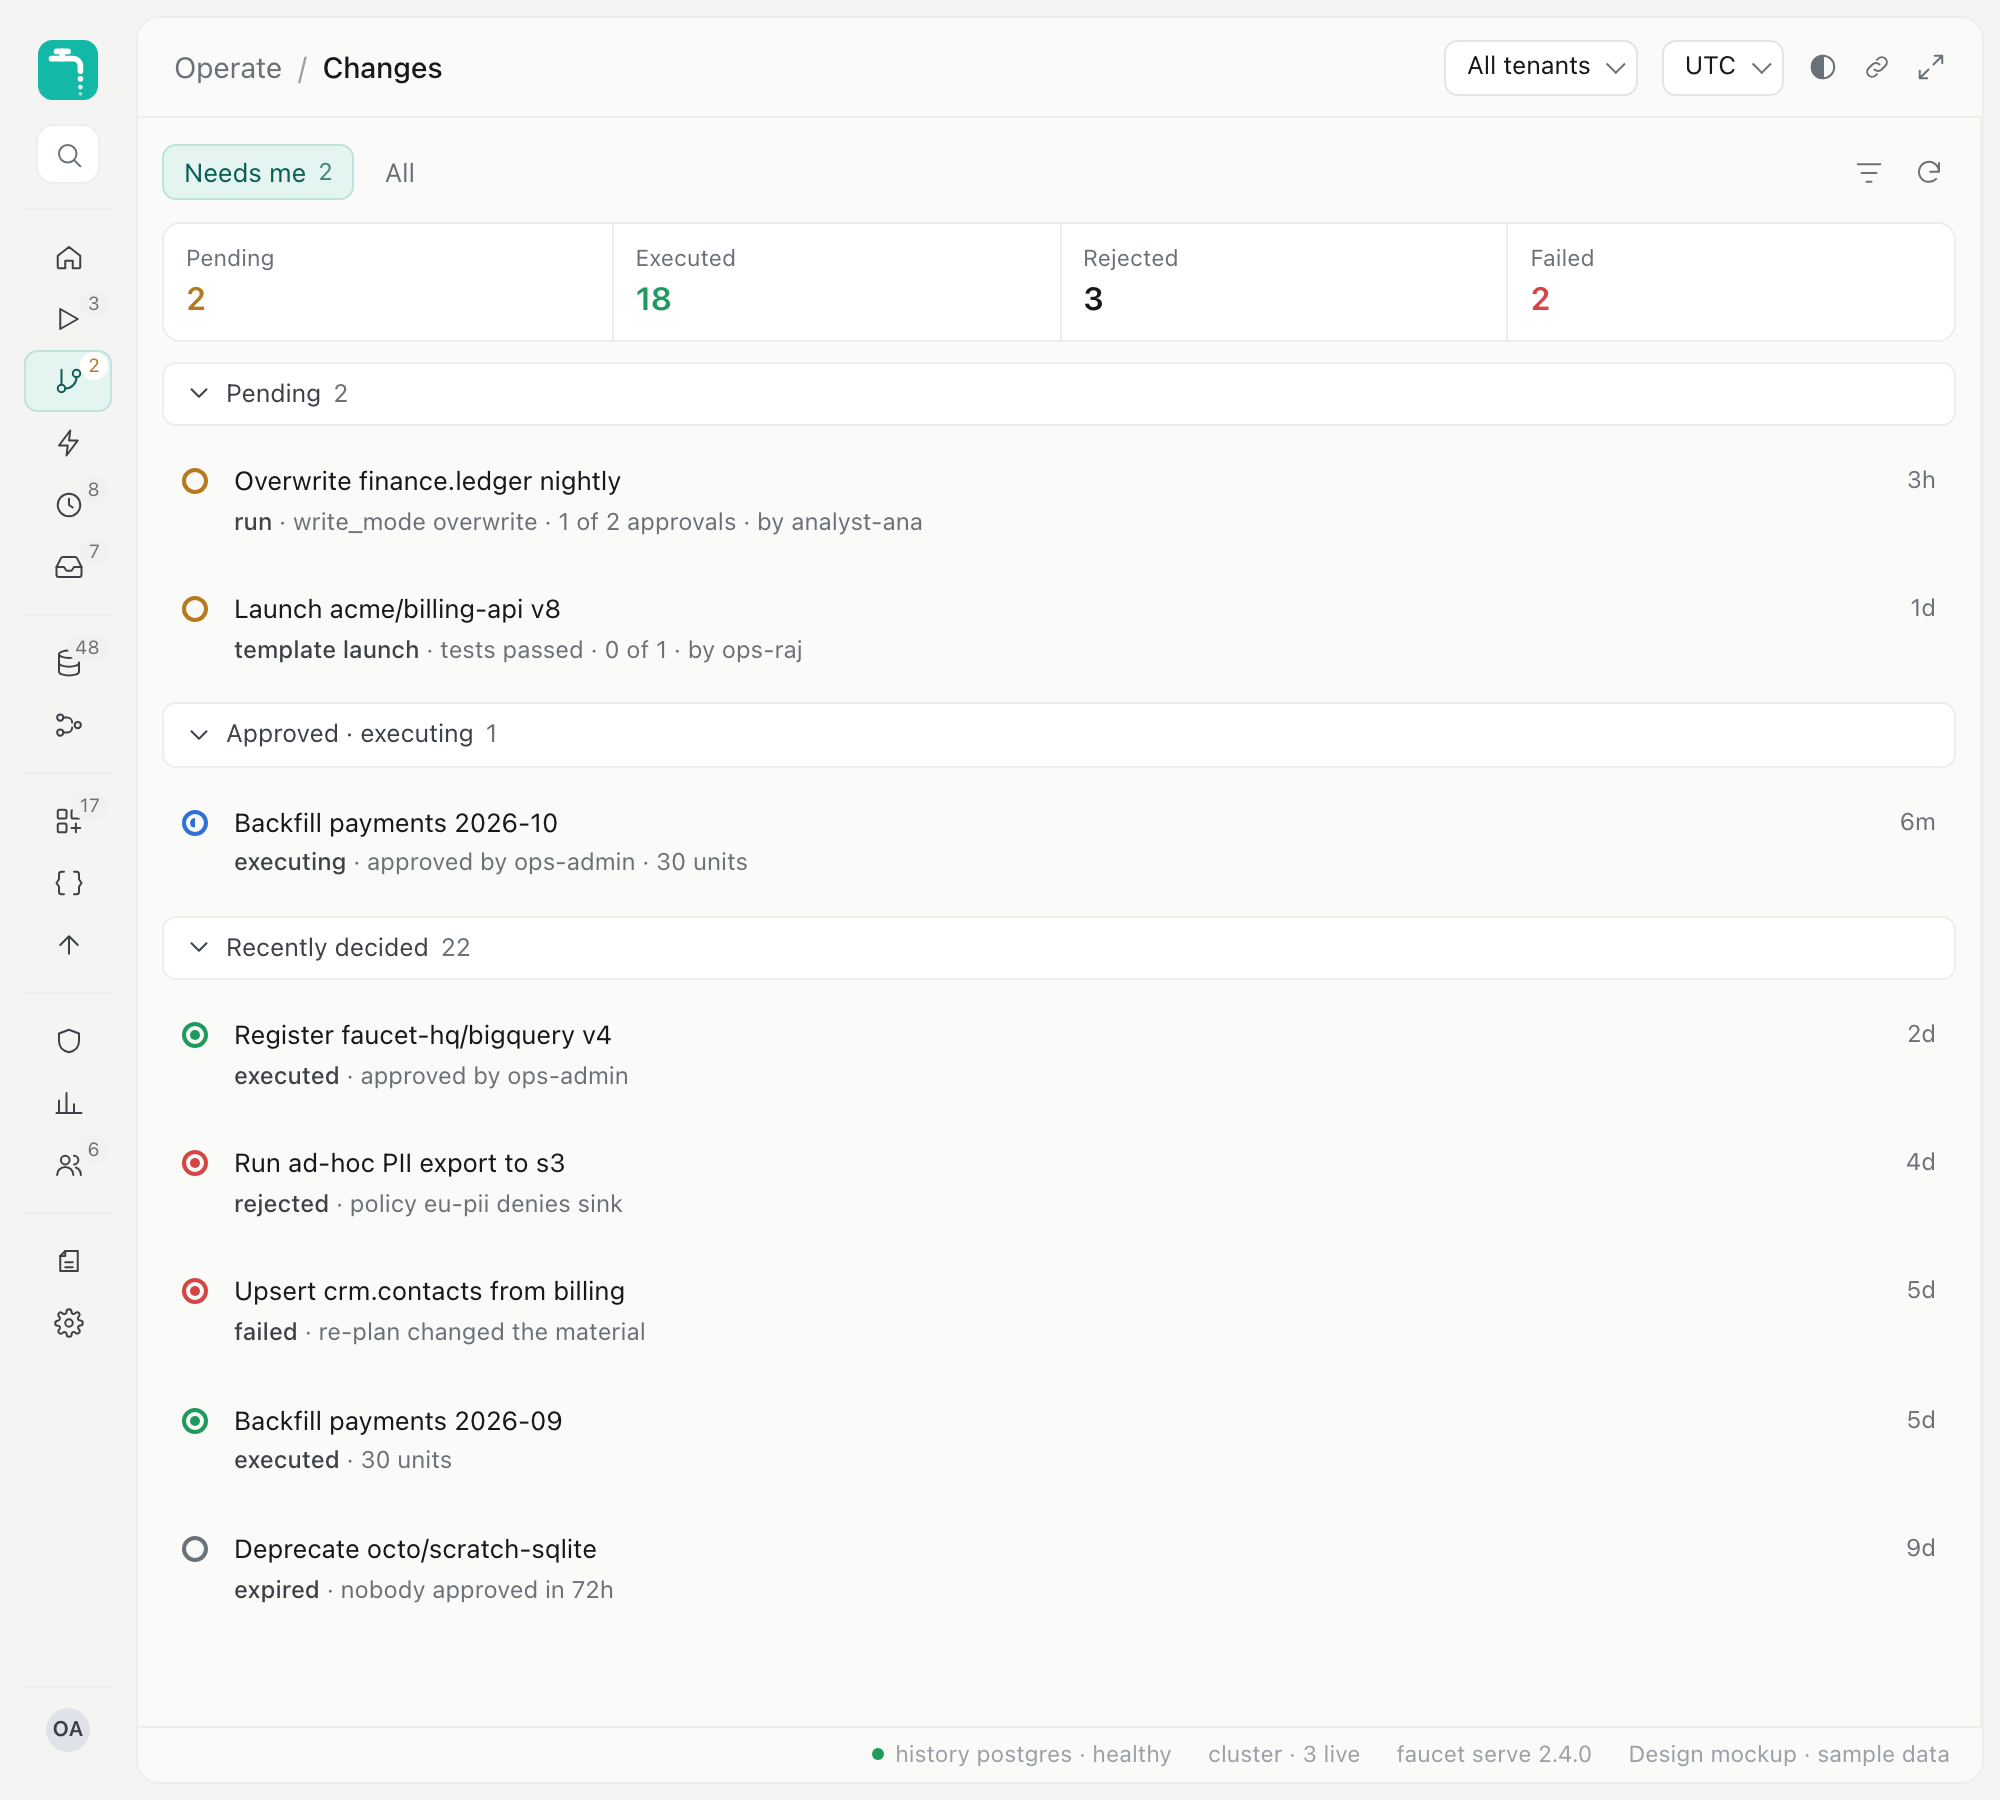 Operate / Changes
All tenants
UTC
Needs me 2
All
Pending
2
Executed
18
Rejected
3
Failed
2
3
2
8
7
48
17
6
OA
Pending 2
Overwrite finance.ledger nightly
3h
run · write_mode overwrite · 1 of 2 approvals · by analyst-ana
Launch acme/billing-api v8
1d
template launch · tests passed · 0 of 1 · by ops-raj
Approved · executing 1
Backfill payments 2026-10
6m
executing · approved by ops-admin · 30 units
Recently decided 22
Register faucet-hq/bigquery v4
2d
executed · approved by ops-admin
Run ad-hoc PII export to s3
4d
rejected · policy eu-pii denies sink
Upsert crm.contacts from billing
5d
failed · re-plan changed the material
Backfill payments 2026-09
5d
executed · 30 units
Deprecate octo/scratch-sqlite
9d
expired · nobody approved in 72h
history postgres · healthy
cluster · 3 live
faucet serve 2.4.0
Design mockup · sample data